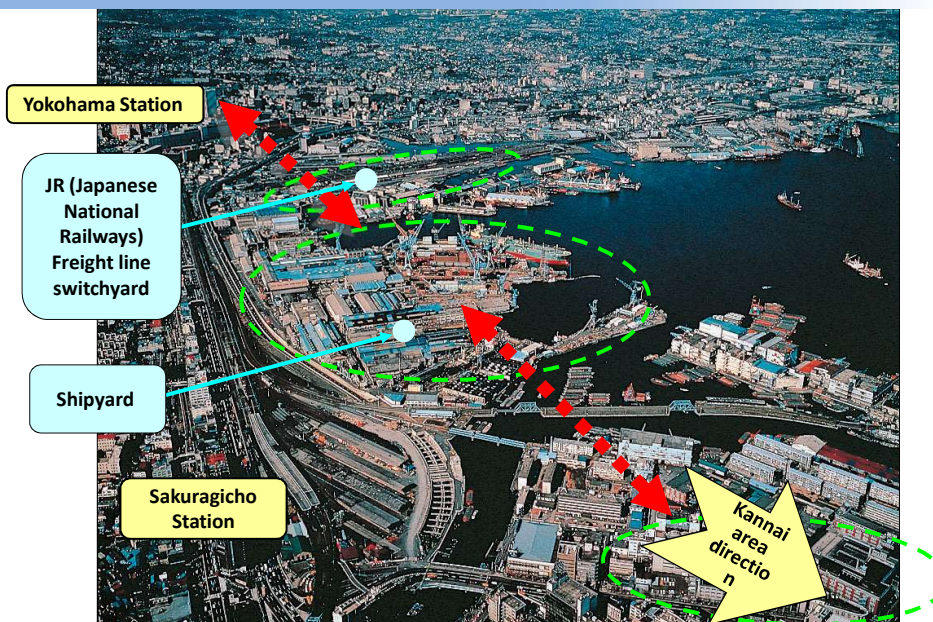 Yokohama Station
JR (Japanese
National
Railways)
Freight line
switchyard
Shipyard
Sakuragicho
Station
Kannai
area
directio
n